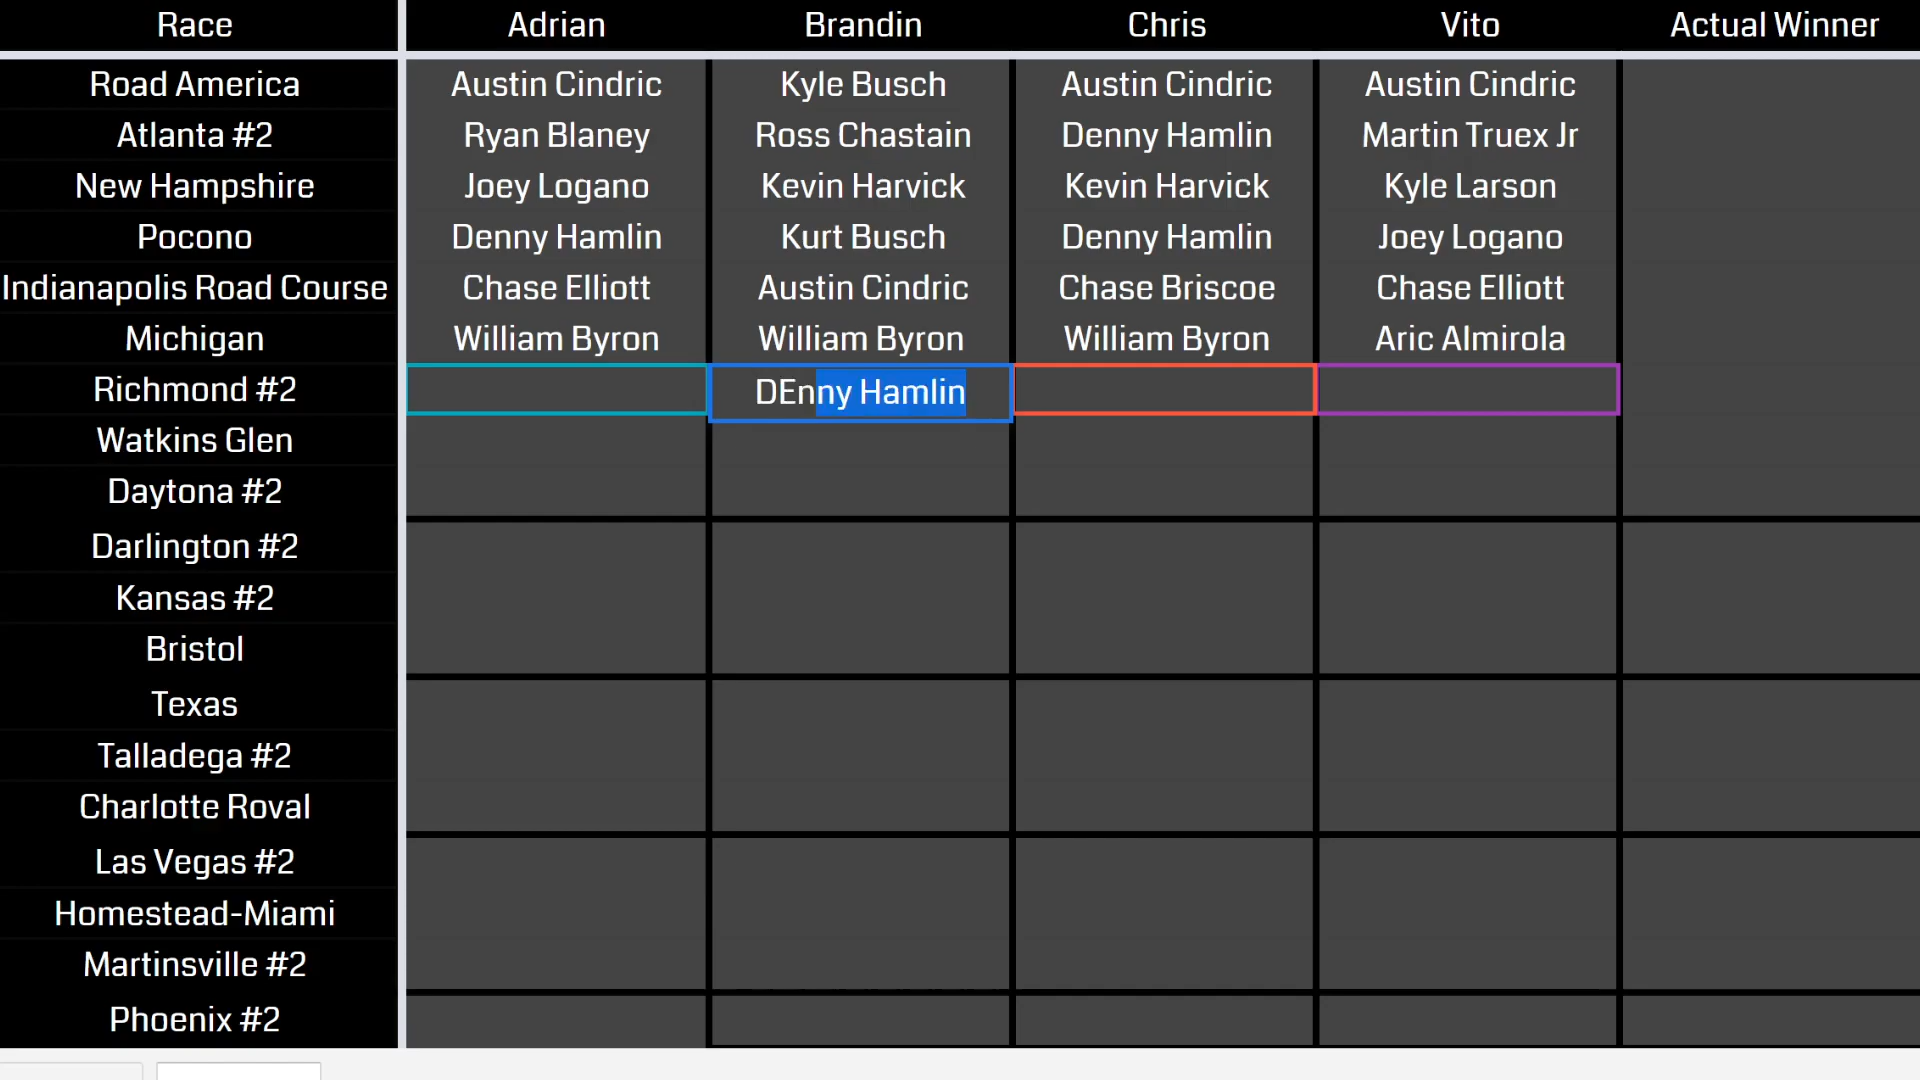 Race Adrian Brandin Chris Vito Actual Winner
Road America Austin Cindric Kyle Busch Austin Cindric Austin Cindric
Atlanta #2 Ryan Blaney Ross Chastain Denny Hamlin Martin Truex Jr
New Hampshire Joey Logano Kevin Harvick Kevin Harvick Kyle Larson
Pocono Denny Hamlin Kurt Busch Denny Hamlin Joey Logano
Indianapolis Road Course Chase Elliott Austin Cindric Chase Briscoe Chase Elliott
Michigan William Byron William Byron William Byron Aric Almirola
Richmond #2 DEnny Hamlin
Watkins Glen
Daytona #2
Darlington #2
Kansas #2
Bristol
Texas
Talladega #2
Charlotte Roval
Las Vegas #2
Homestead-Miami
Martinsville #2
Phoenix #2